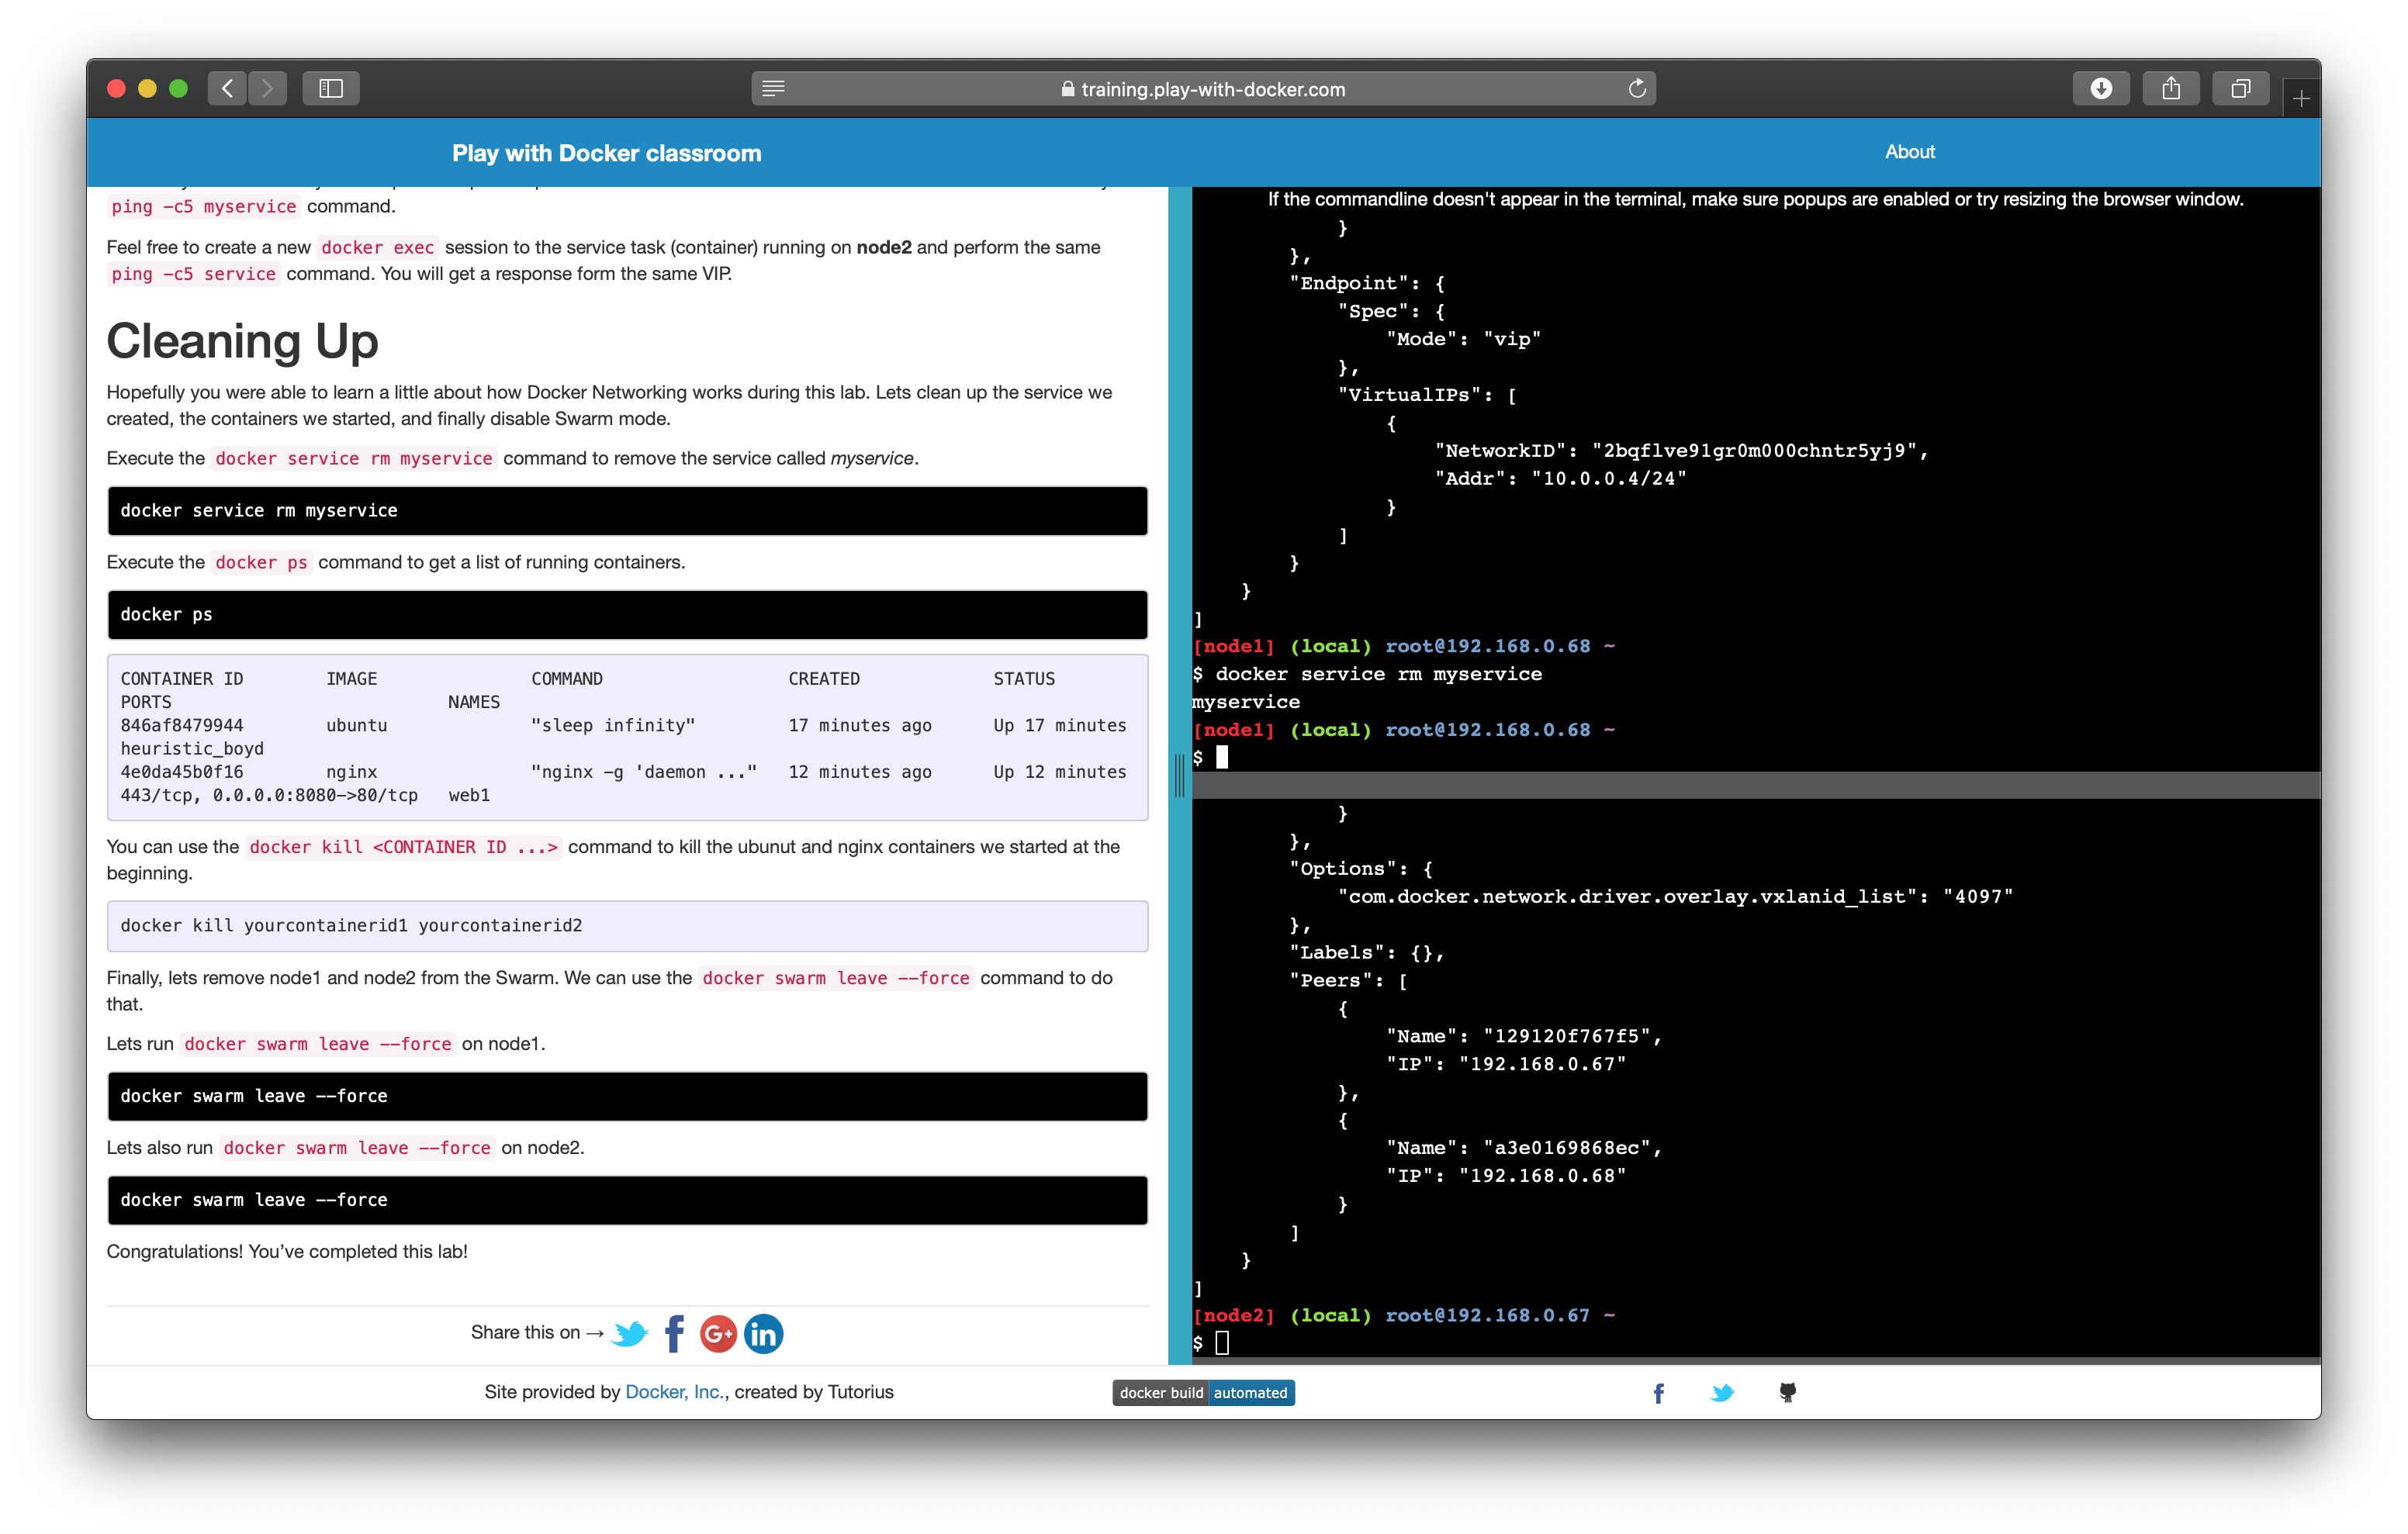 training.play-with-docker.com
Play with Docker classroom
About
ping -c5 myservice command.
Feel free to create a new docker exec session to the service task (container) running on node2 and perform the same
ping -c5 service command. You will get a response form the same VIP.
Cleaning Up
Hopefully you were able to learn a little about how Docker Networking works during this lab. Lets clean up the service we
created, the containers we started, and finally disable Swarm mode.
Execute the docker service rm myservice command to remove the service called myservice.
docker service rm myservice
Execute the docker ps command to get a list of running containers.
docker ps
CONTAINER ID        IMAGE               COMMAND                  CREATED             STATUS
PORTS                           NAMES
846af8479944        ubuntu              "sleep infinity"         17 minutes ago      Up 17 minutes
heuristic_boyd
4e0da45b0f16        nginx               "nginx -g 'daemon ..."   12 minutes ago      Up 12 minutes
443/tcp, 0.0.0.0:8080->80/tcp   web1
You can use the docker kill <CONTAINER ID ...> command to kill the ubunut and nginx containers we started at the
beginning.
docker kill yourcontainerid1 yourcontainerid2
Finally, lets remove node1 and node2 from the Swarm. We can use the docker swarm leave --force command to do
that.
Lets run docker swarm leave --force on node1.
docker swarm leave --force
Lets also run docker swarm leave --force on node2.
docker swarm leave --force
Congratulations! You've completed this lab!
Share this on →
If the commandline doesn't appear in the terminal, make sure popups are enabled or try resizing the browser window.
}
},
"Endpoint": {
"Spec": {
"Mode": "vip"
},
"VirtualIPs": [
{
"NetworkID": "2bqflve91gr0m000chntr5yj9",
"Addr": "10.0.0.4/24"
}
]
}
}
]
[node1] (local) root@192.168.0.68 ~
$ docker service rm myservice
myservice
[node1] (local) root@192.168.0.68 ~
$
}
},
"Options": {
"com.docker.network.driver.overlay.vxlanid_list": "4097"
},
"Labels": {},
"Peers": [
{
"Name": "129120f767f5",
"IP": "192.168.0.67"
},
{
"Name": "a3e0169868ec",
"IP": "192.168.0.68"
}
]
}
]
[node2] (local) root@192.168.0.67 ~
$
Site provided by Docker, Inc., created by Tutorius
docker build automated